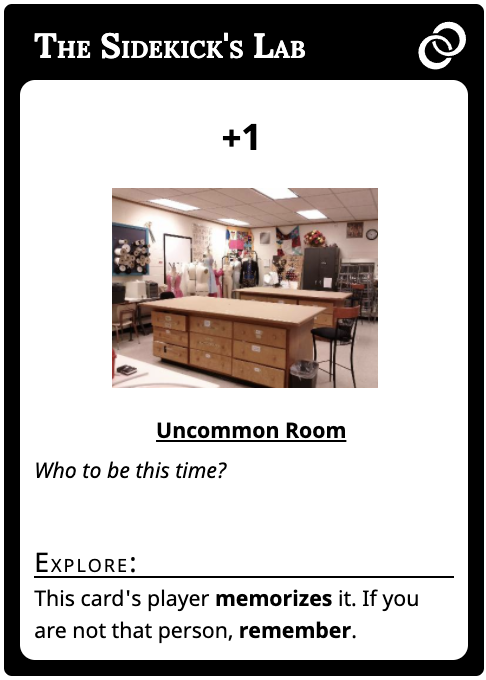 The Sidekick's Lab
+1
Uncommon Room
Who to be this time?
Explore:
This card's player memorizes it. If you
are not that person, remember.